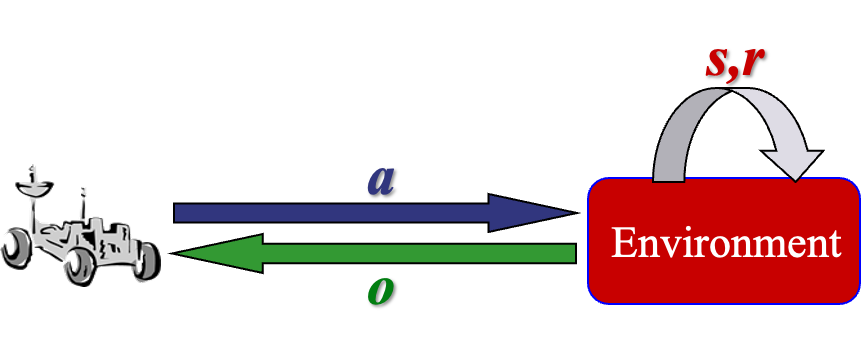 s,r
a
Environment
o